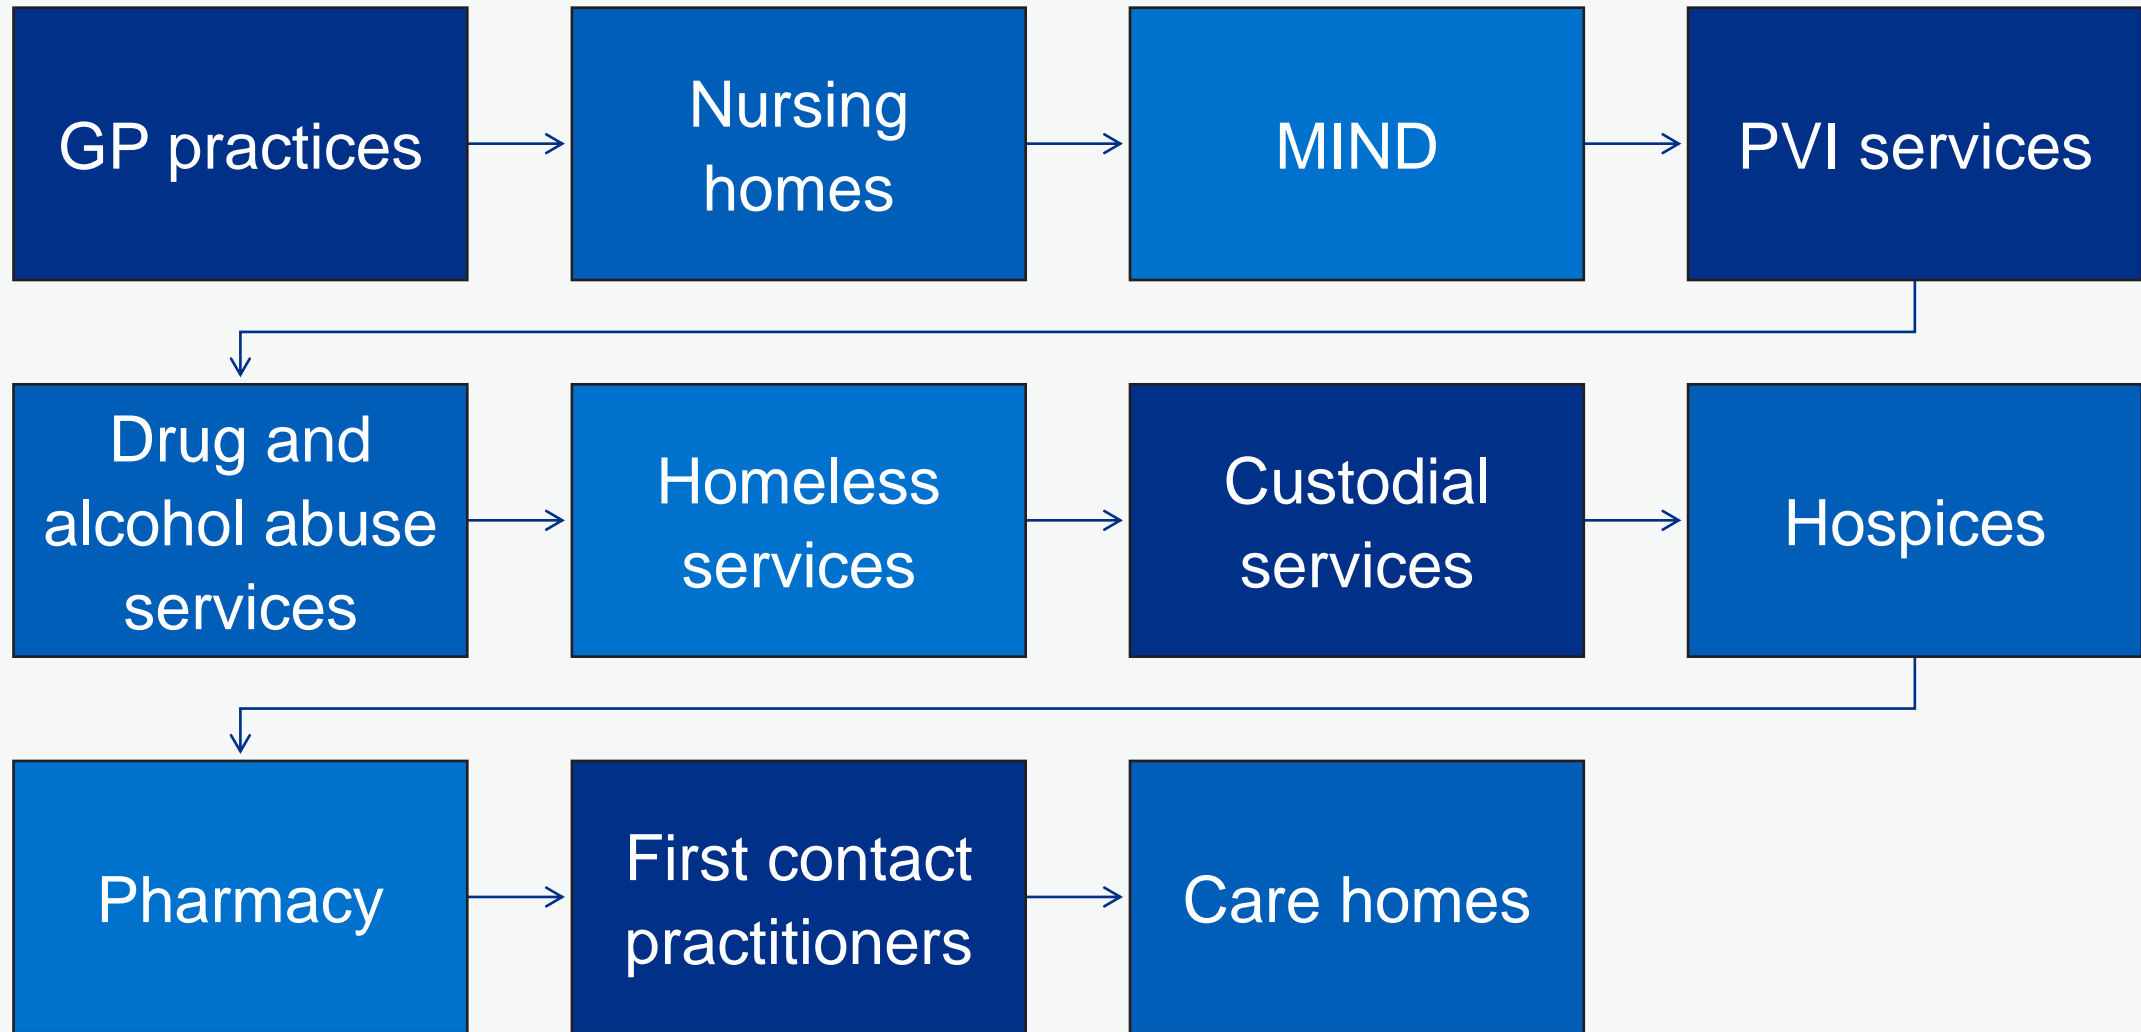 GP practices
Nursing
homes
MIND
PVI services
Drug and
alcohol abuse
services
Homeless
services
Custodial
services
Hospices
Pharmacy
First contact
practitioners
Care homes